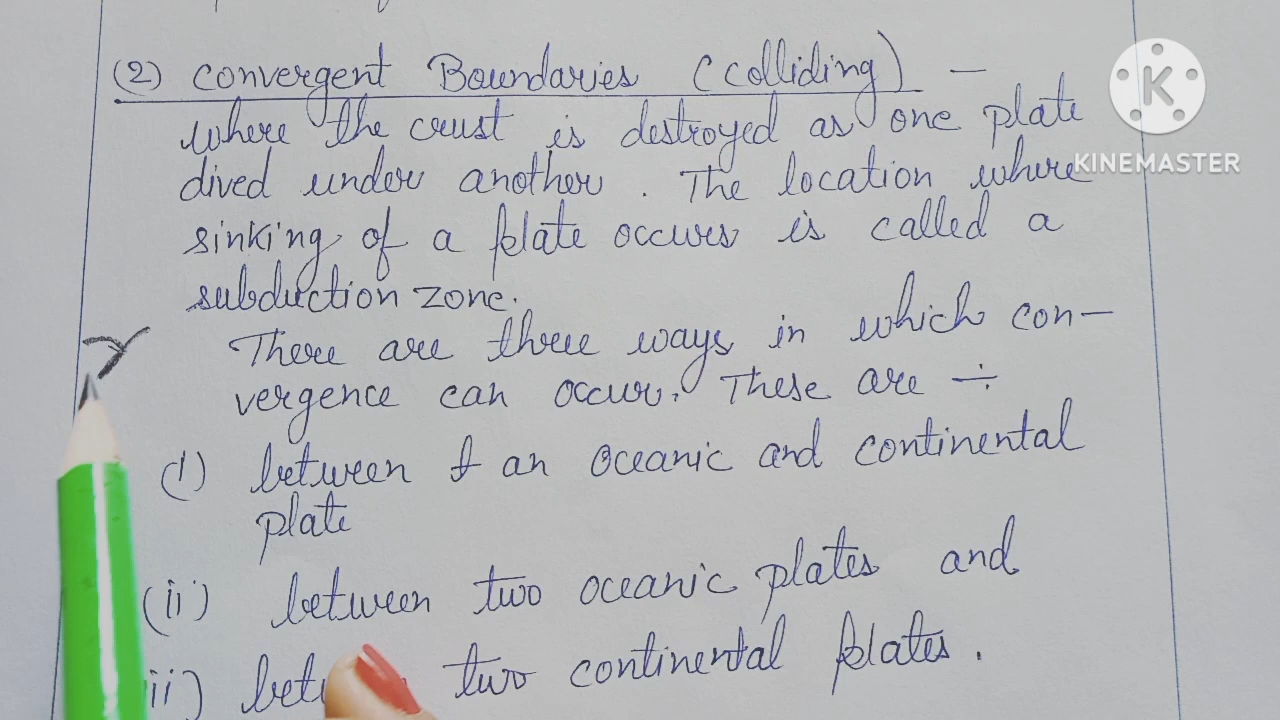 (2) Convergent Boundaries (Colliding) –
where the crust is destroyed as one plate
dived under another. The location where
sinking of a plate occurs is called a
subduction zone.
There are three ways in which con-
vergence can occur. These are ÷
(i) between an oceanic and continental
plate
(ii) between two oceanic plates and
two continental plates.
K
KINEMASTER